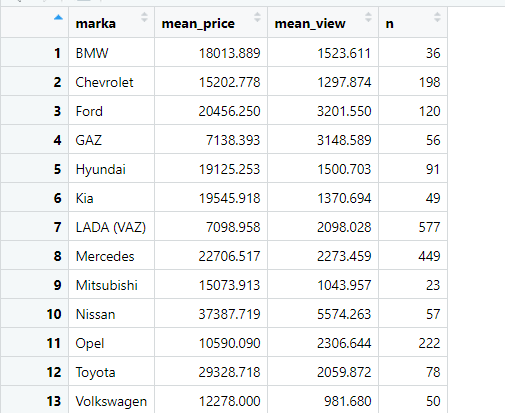 marka mean_price mean_view n
1 BMW 18013.889 1523.611 36
2 Chevrolet 15202.778 1297.874 198
3 Ford 20456.250 3201.550 120
4 GAZ 7138.393 3148.589 56
5 Hyundai 19125.253 1500.703 91
6 Kia 19545.918 1370.694 49
7 LADA (VAZ) 7098.958 2098.028 577
8 Mercedes 22706.517 2273.459 449
9 Mitsubishi 15073.913 1043.957 23
10 Nissan 37387.719 5574.263 57
11 Opel 10590.090 2306.644 222
12 Toyota 29328.718 2059.872 78
13 Volkswagen 12278.000 981.680 50